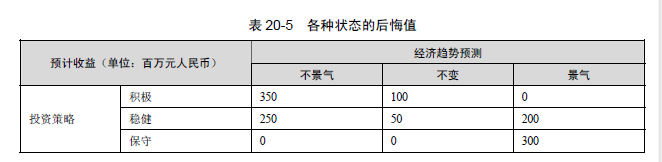 表 20-5 各种状态的后悔值
预计收益（单位：百万元人民币） 经济趋势预测
不景气 不变 景气
投资策略 积极 350 100 0
稳健 250 50 200
保守 0 0 300